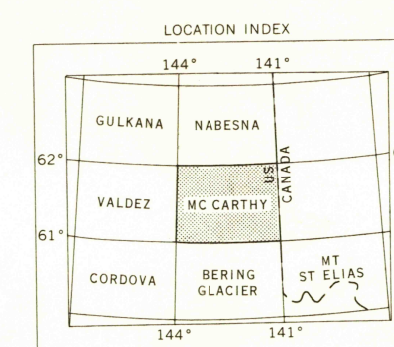 LOCATION INDEX
144° 141°
GULKANA NABESNA
62°
US
CANADA
VALDEZ MC CARTHY
61°
CORDOVA BERING GLACIER MT ST ELIAS
144° 141°